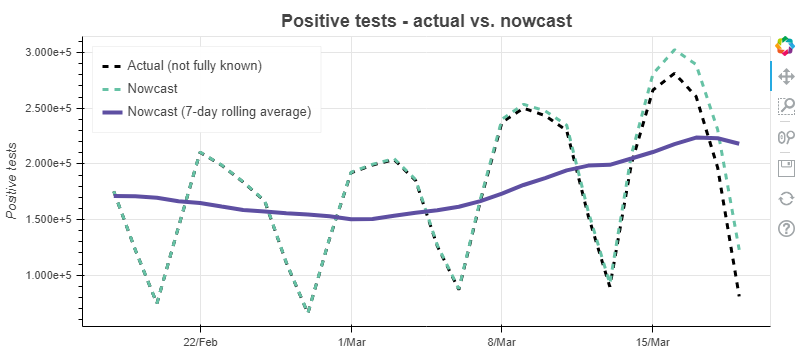 Positive tests - actual vs. nowcast
3.000e+5
2.500e+5
2.000e+5
1.500e+5
1.000e+5
Positive tests
Actual (not fully known)
Nowcast
Nowcast (7-day rolling average)
22/Feb
1/Mar
8/Mar
15/Mar